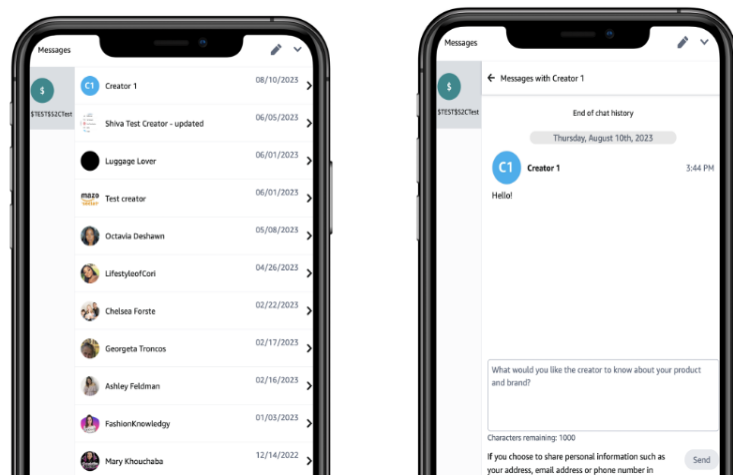 Messages
$
$TEST$S2CTest
C1 Creator 1 08/10/2023
Shiva Test Creator - updated 06/05/2023
Luggage Lover 06/01/2023
mazo
Test creator 06/01/2023
Octavia Deshawn 05/08/2023
LifestyleofCori 04/26/2023
Chelsea Forste 02/22/2023
Georgeta Troncos 02/17/2023
Ashley Feldman 02/16/2023
FashionKnowledgy 01/03/2023
Mary Khouchaba 12/14/2022
Messages
$
$TEST$S2CTest
Messages with Creator 1
End of chat history
Thursday, August 10th, 2023
C1 Creator 1 3:44 PM
Hello!
What would you like the creator to know about your product
and brand?
Characters remaining: 1000
If you choose to share personal information such as
your address, email address or phone number in
Send